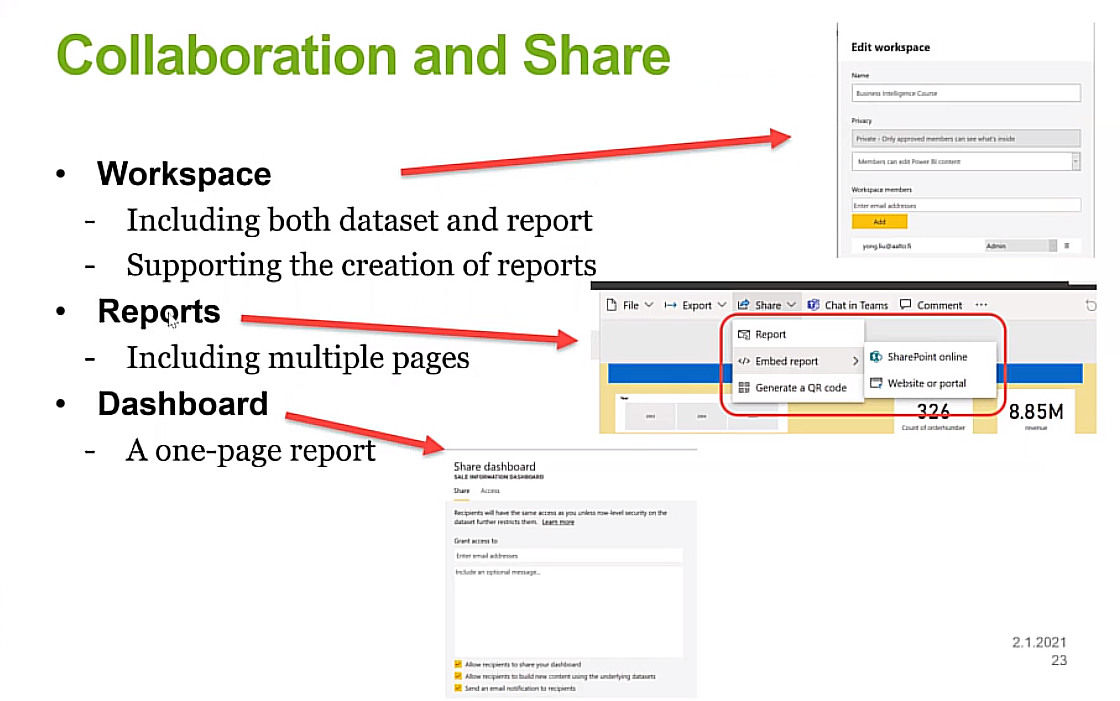 Collaboration and Share
• Workspace
- Including both dataset and report
- Supporting the creation of reports
• Reports
- Including multiple pages
• Dashboard
- A one-page report
Edit workspace
Name
Business Intelligence Course
Privacy
Private - Only approved members can see what's inside
Members can edit Power BI content
Workspace members
Enter email addresses
Add
yong.liu@aalto.fi Admin
File Export Share Chat in Teams Comment ...
Report
Embed report
Generate a QR code
SharePoint online
Website or portal
Year
2003 2004
326
Count of ordernumber
8.85M
revenue
Share dashboard
SALE INFORMATION DASHBOARD
Share Access
Recipients will have the same access as you unless row-level security on the
dataset further restricts them. Learn more
Grant access to
Enter email addresses
Include an optional message...
Allow recipients to share your dashboard
Allow recipients to build new content using the underlying datasets
Send an email notification to recipients
2.1.2021
23